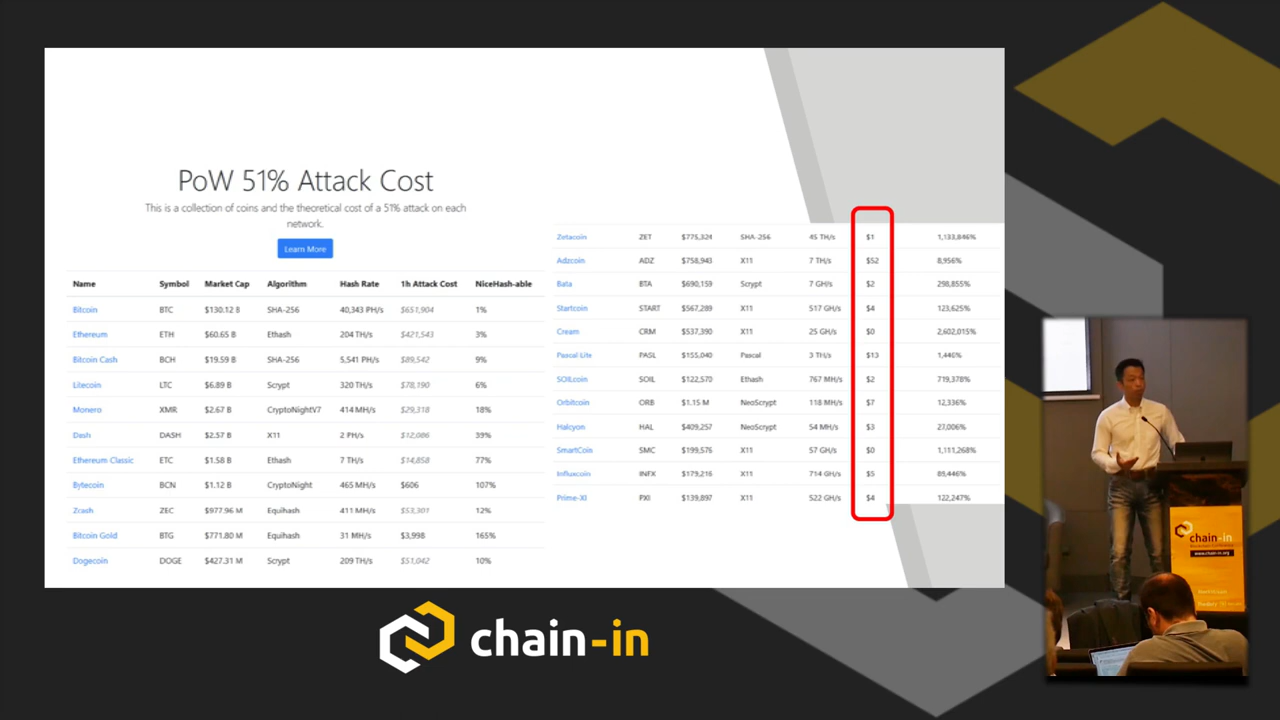 PoW 51% Attack Cost
This is a collection of coins and the theoretical cost of a 51% attack on each
network.
Learn More
Name Symbol Market Cap Algorithm Hash Rate 1h Attack Cost NiceHash-able
Bitcoin BTC $130.12 B SHA-256 40,343 PH/s $651,904 1%
Ethereum ETH $60.65 B Ethash 204 TH/s $421,543 3%
Bitcoin Cash BCH $19.59 B SHA-256 5,541 PH/s $89,542 9%
Litecoin LTC $6.89 B Scrypt 320 TH/s $78,190 6%
Monero XMR $2.67 B CryptoNightV7 414 MH/s $29,318 18%
Dash DASH $2.57 B X11 2 PH/s $12,086 39%
Ethereum Classic ETC $1.58 B Ethash 7 TH/s $14,858 77%
Bytecoin BCN $1.12 B CryptoNight 465 MH/s $606 107%
Zcash ZEC $977.96 M Equihash 411 MH/s $53,301 12%
Bitcoin Gold BTG $771.80 M Equihash 31 MH/s $3,998 165%
Dogecoin DOGE $427.31 M Scrypt 209 TH/s $51,042 10%
Zetacoin ZET $775,324 SHA-256 45 TH/s $1 1,133,846%
Adzcoin ADZ $758,943 X11 7 TH/s $52 8,956%
Bata BTA $690,159 Scrypt 7 GH/s $2 298,855%
Startcoin START $567,289 X11 517 GH/s $4 123,625%
Cream CRM $537,390 X11 25 GH/s $0 2,602,015%
Pascal Lite PASL $155,040 Pascal 3 TH/s $13 1,440%
SOILcoin SOIL $122,570 Ethash 767 MH/s $2 719,378%
Orbitcoin ORB $1.15 M NeoScrypt 118 MH/s $7 12,336%
Halcyon HAL $409,257 NeoScrypt 54 MH/s $3 27,006%
SmartCoin SMC $199,576 X11 57 GH/s $0 1,111,268%
Influxcoin INFX $179,216 X11 714 GH/s $5 89,446%
Prime-XI PXI $139,897 X11 522 GH/s $4 122,247%
chain-in
chain-in
www.chain-in.org